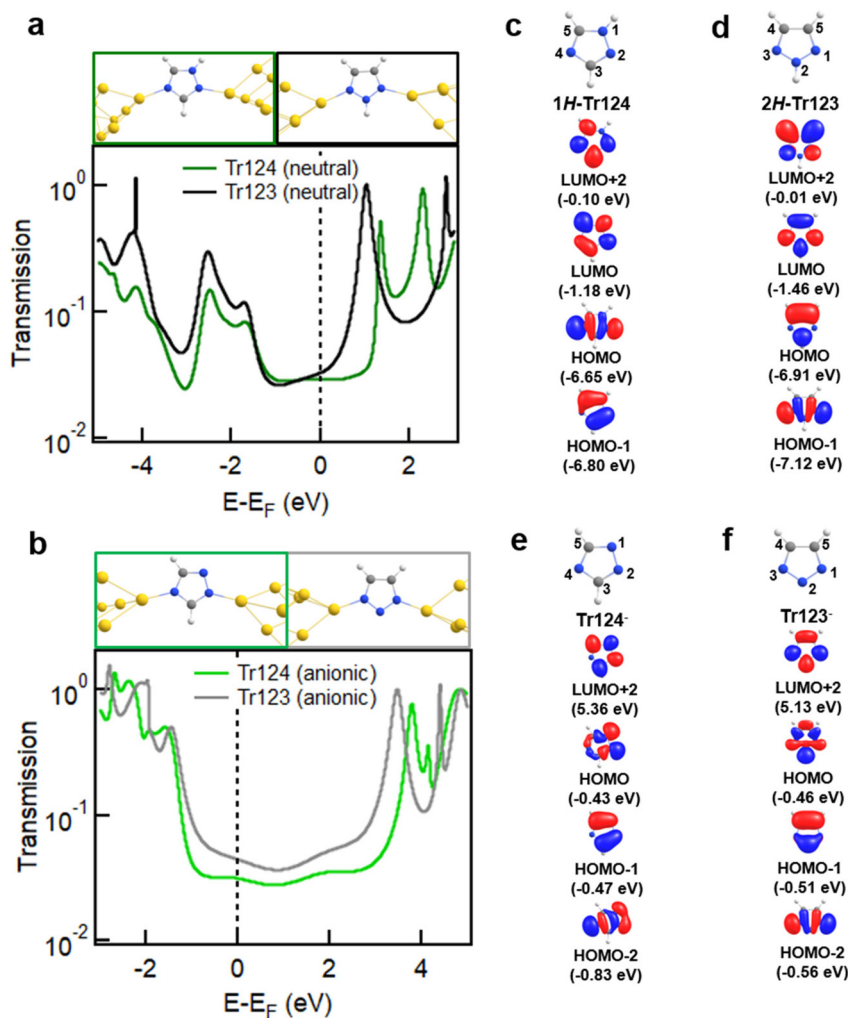 a
Tr124 (neutral)
Tr123 (neutral)
Transmission
10⁰
10⁻¹
10⁻²
-4
-2
0
2
E-E_F (eV)
b
Tr124 (anionic)
Tr123 (anionic)
Transmission
10⁰
10⁻¹
10⁻²
-2
0
2
4
E-E_F (eV)
c
5
1
4
2
3
1H-Tr124
LUMO+2
(-0.10 eV)
LUMO
(-1.18 eV)
HOMO
(-6.65 eV)
HOMO-1
(-6.80 eV)
d
4
5
3
1
2
2H-Tr123
LUMO+2
(-0.01 eV)
LUMO
(-1.46 eV)
HOMO
(-6.91 eV)
HOMO-1
(-7.12 eV)
e
5
1
4
2
3
Tr124⁻
LUMO+2
(5.36 eV)
HOMO
(-0.43 eV)
HOMO-1
(-0.47 eV)
HOMO-2
(-0.83 eV)
f
4
5
3
1
2
Tr123⁻
LUMO+2
(5.13 eV)
HOMO
(-0.46 eV)
HOMO-1
(-0.51 eV)
HOMO-2
(-0.56 eV)